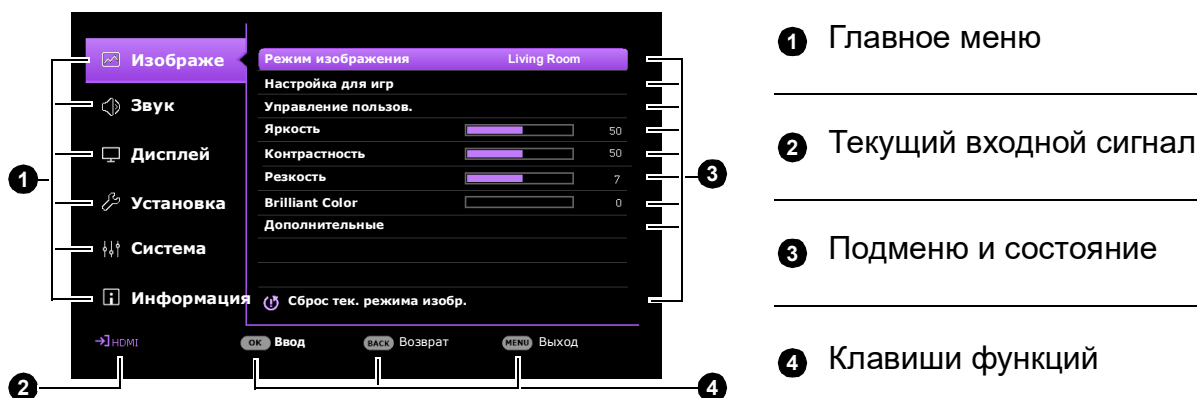 Изображе
Звук
Дисплей
Установка
Система
Информация
Режим изображения Living Room
Настройка для игр
Управление пользов.
Яркость 50
Контрастность 50
Резкость 7
Brilliant Color 0
Дополнительные
Сброс тек. режима изобр.
HDMI
OK Ввод
BACK Возврат
MENU Выход
1
2
3
4
1 Главное меню
2 Текущий входной сигнал
3 Подменю и состояние
4 Клавиши функций